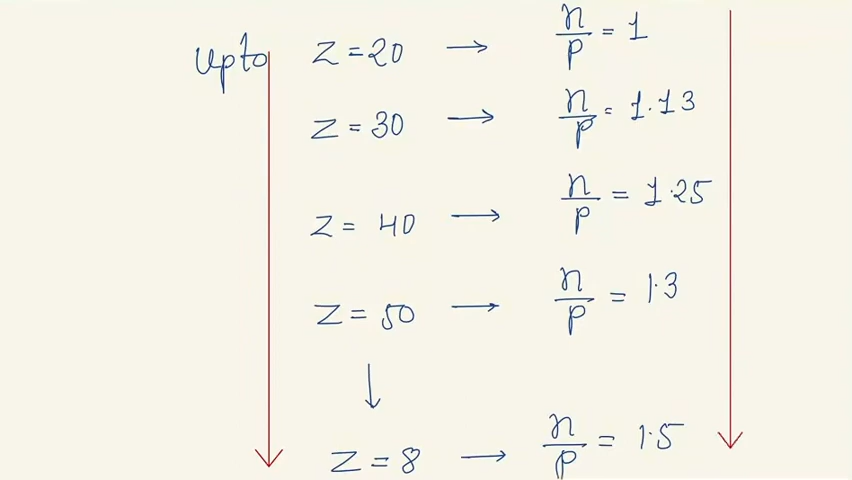 upto Z = 20 → n/p = 1
Z = 30 → n/p = 1.13
Z = 40 → n/p = 1.25
Z = 50 → n/p = 1.3
↓
Z = 8 → n/p = 1.5